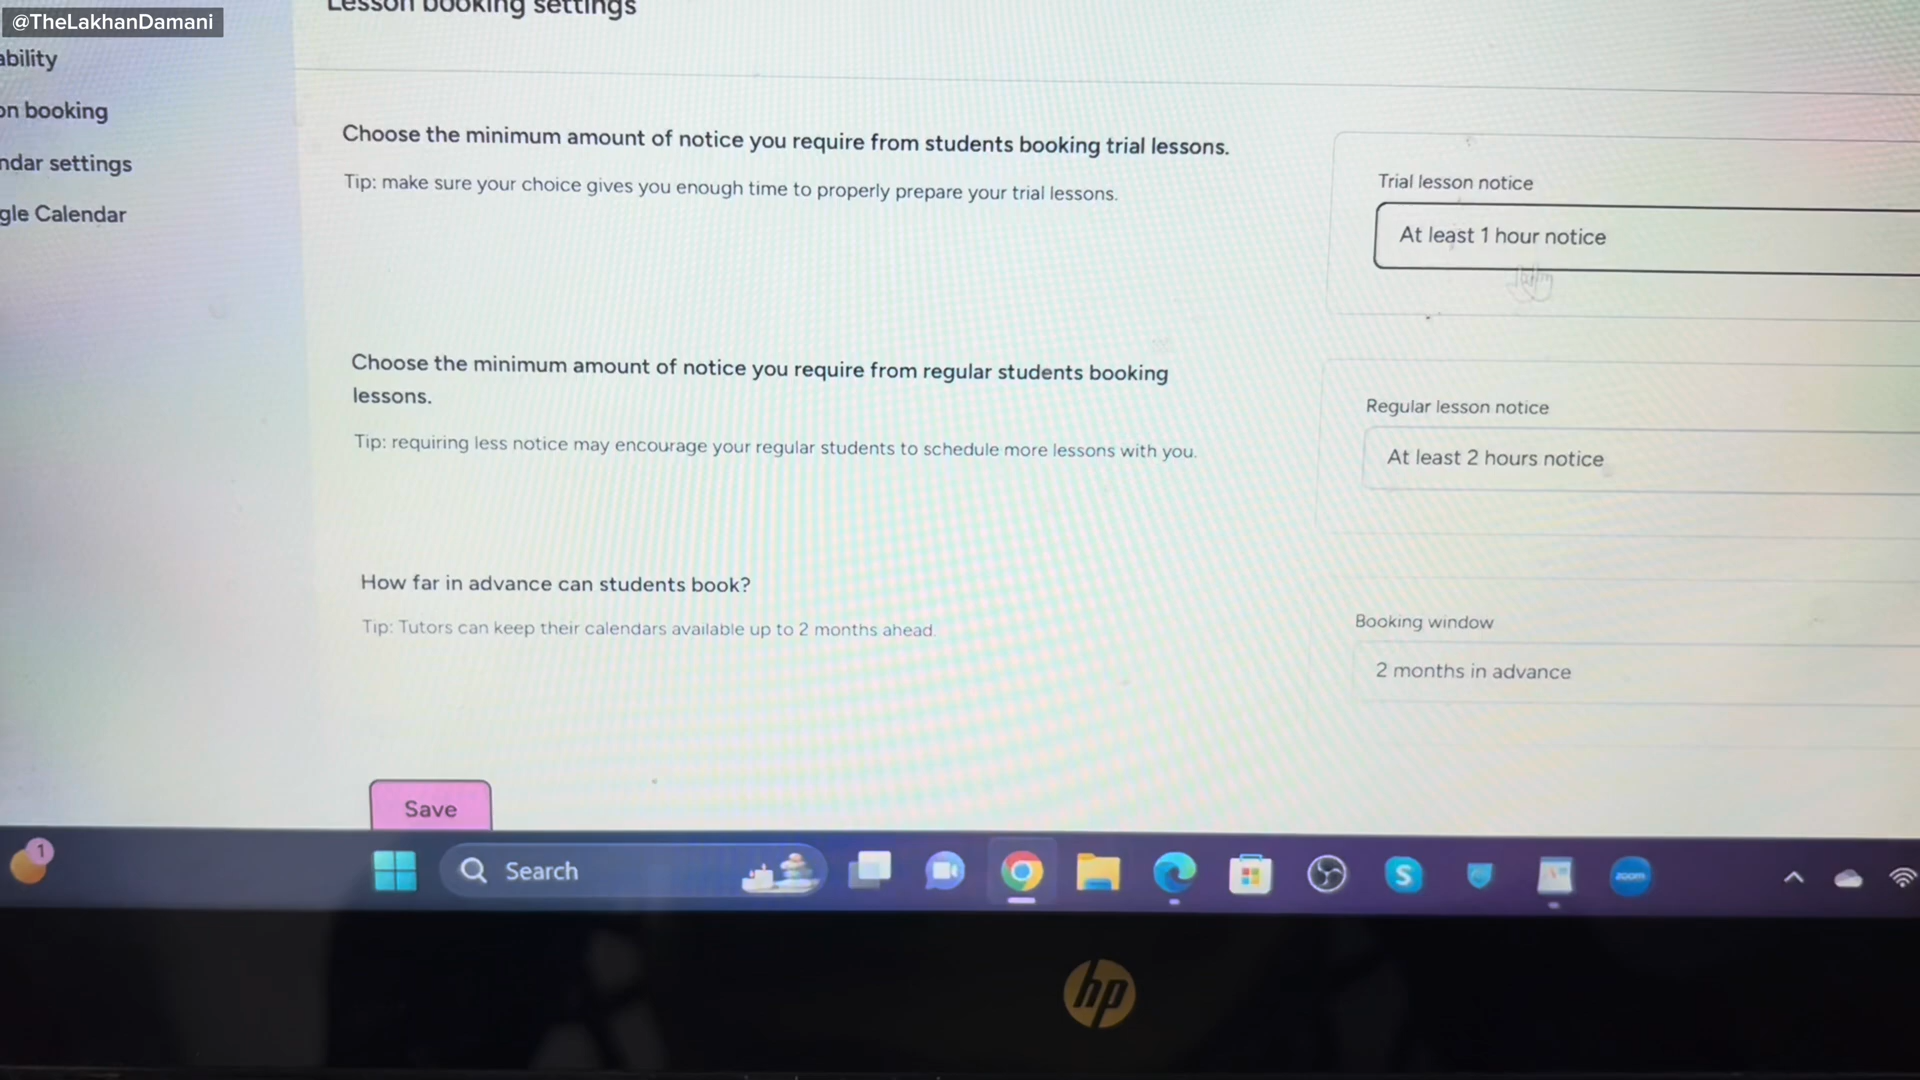 @TheLakhanDamani
Lesson booking settings
ability
on booking
ndar settings
gle Calendar
Choose the minimum amount of notice you require from students booking trial lessons.
Tip: make sure your choice gives you enough time to properly prepare your trial lessons.
Trial lesson notice
At least 1 hour notice
Choose the minimum amount of notice you require from regular students booking
lessons.
Tip: requiring less notice may encourage your regular students to schedule more lessons with you.
Regular lesson notice
At least 2 hours notice
How far in advance can students book?
Tip: Tutors can keep their calendars available up to 2 months ahead.
Booking window
2 months in advance
Save
1
Search
S
zoom
hp